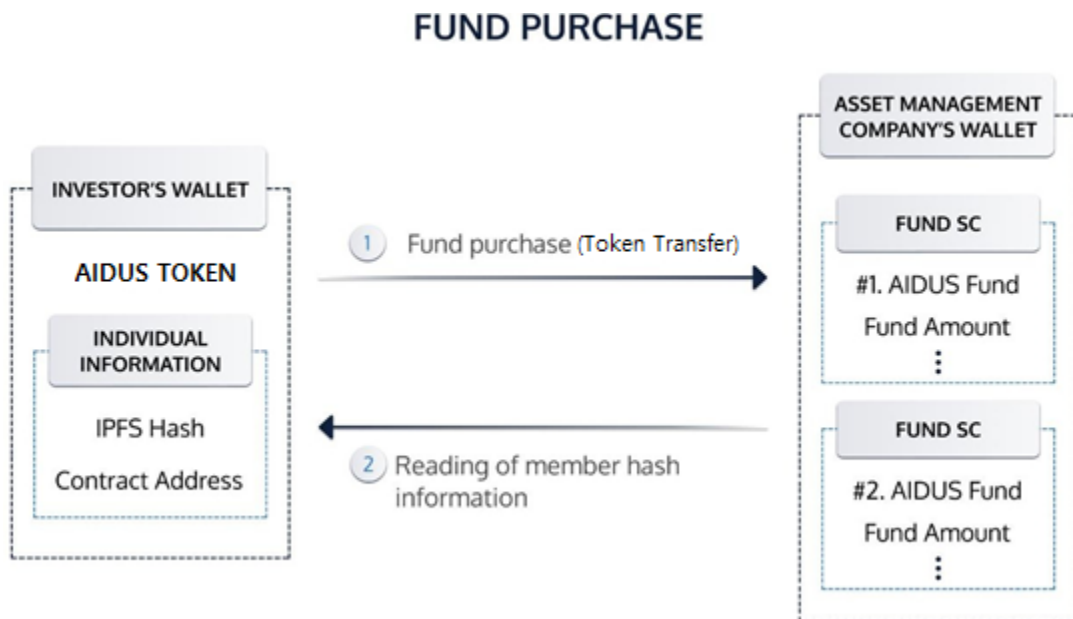 FUND PURCHASE
INVESTOR'S WALLET
AIDUS TOKEN
INDIVIDUAL
INFORMATION
IPFS Hash
Contract Address
1 Fund purchase (Token Transfer)
2 Reading of member hash
information
ASSET MANAGEMENT
COMPANY'S WALLET
FUND SC
#1. AIDUS Fund
Fund Amount
FUND SC
#2. AIDUS Fund
Fund Amount